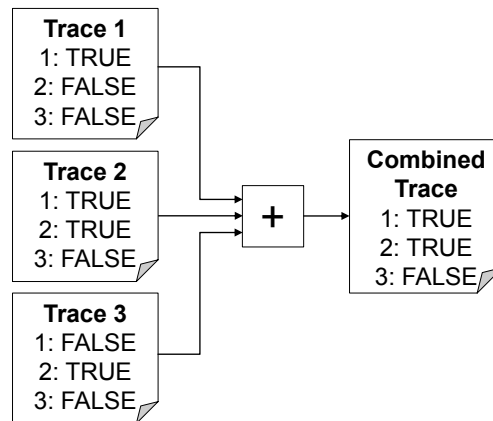 Trace 1
1: TRUE
2: FALSE
3: FALSE
Trace 2
1: TRUE
2: TRUE
3: FALSE
Trace 3
1: FALSE
2: TRUE
3: FALSE
+
Combined
Trace
1: TRUE
2: TRUE
3: FALSE